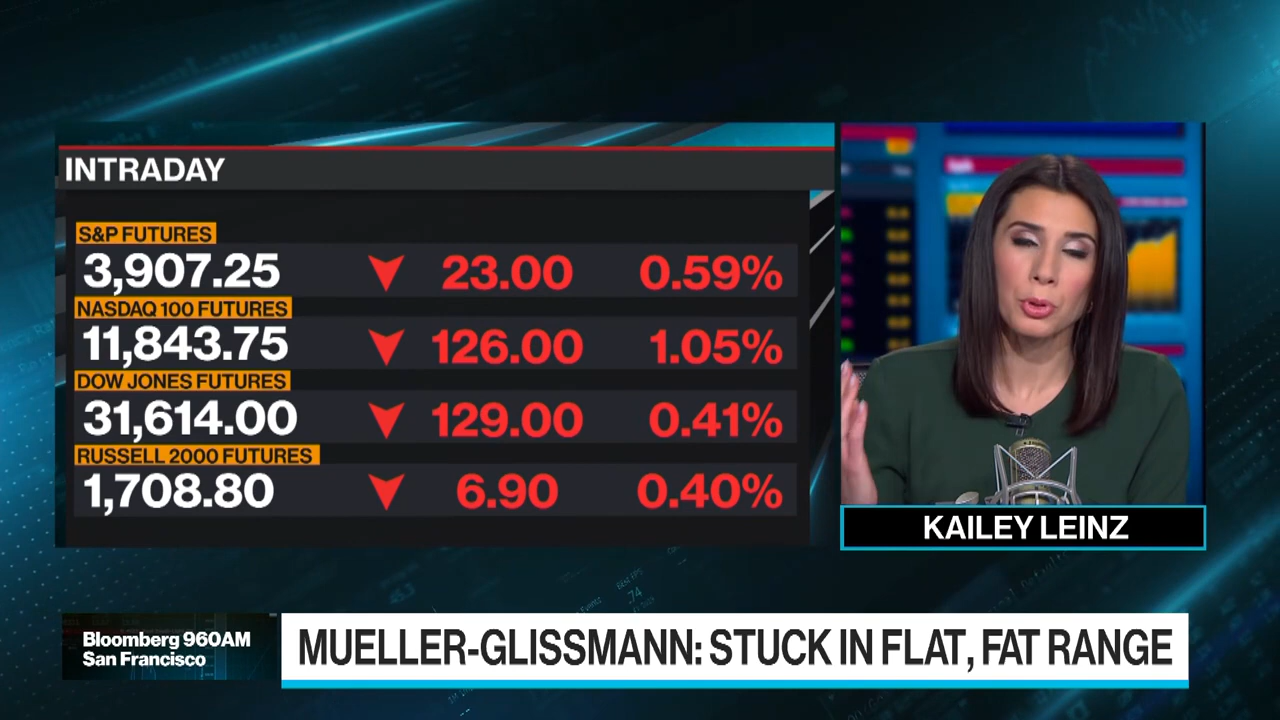 INTRADAY
S&P FUTURES
3,907.25 ▼ 23.00 0.59%
NASDAQ 100 FUTURES
11,843.75 ▼ 126.00 1.05%
DOW JONES FUTURES
31,614.00 ▼ 129.00 0.41%
RUSSELL 2000 FUTURES
1,708.80 ▼ 6.90 0.40%
KAILEY LEINZ
Bloomberg 960AM
San Francisco
MUELLER-GLISSMANN: STUCK IN FLAT, FAT RANGE